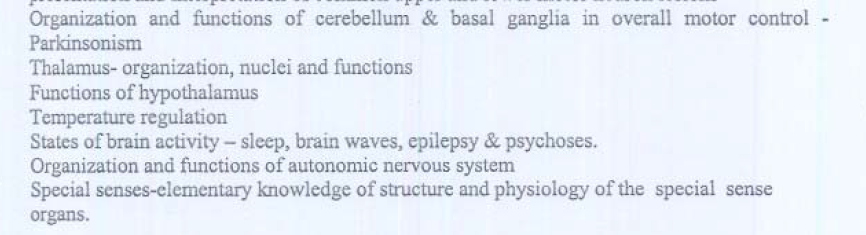 Organization and functions of cerebellum & basal ganglia in overall motor control -
Parkinsonism
Thalamus- organization, nuclei and functions
Functions of hypothalamus
Temperature regulation
States of brain activity – sleep, brain waves, epilepsy & psychoses.
Organization and functions of autonomic nervous system
Special senses-elementary knowledge of structure and physiology of the special sense
organs.